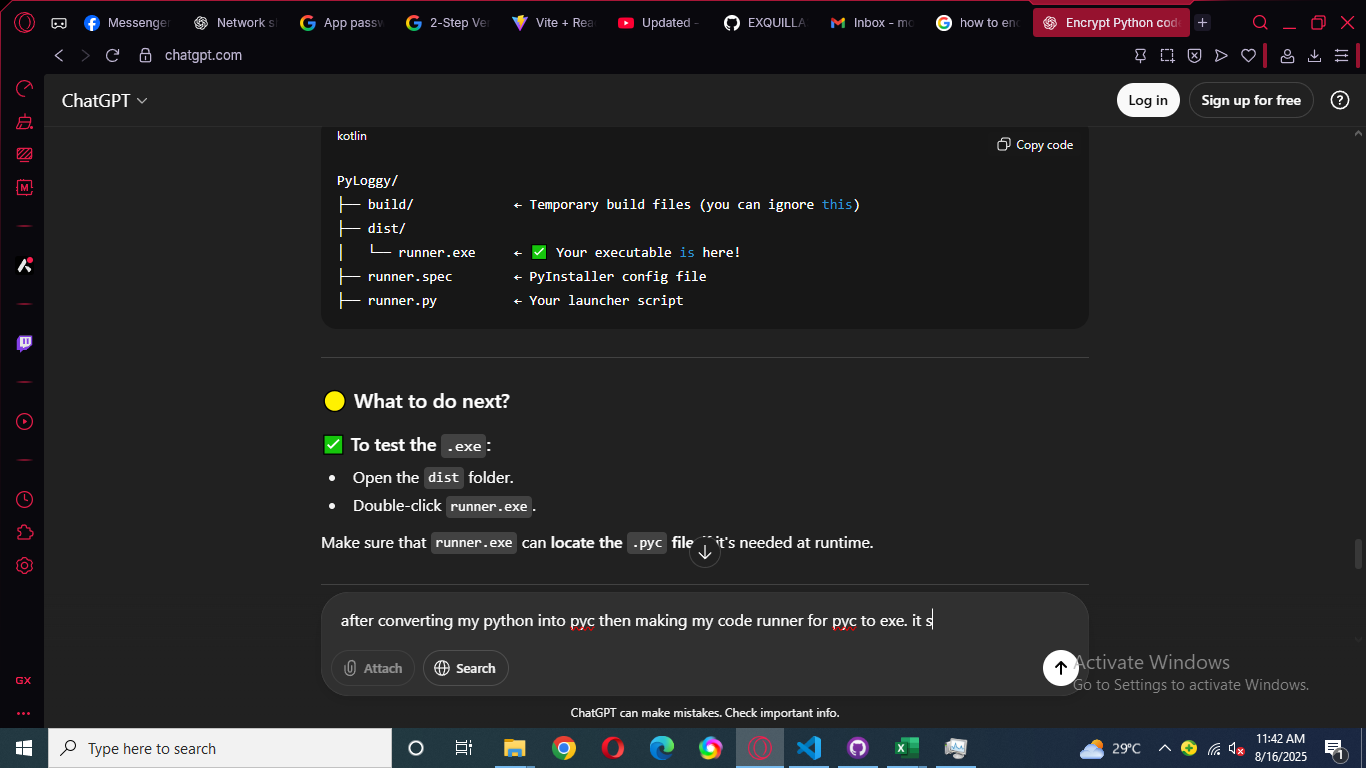 Messenger
Network s
App passw
2-Step Ver
Vite + Rea
Updated -
EXQUILLA
Inbox - mc
how to enc
Encrypt Python cod
chatgpt.com
ChatGPT
Log in
Sign up for free
kotlin
Copy code
PyLoggy/
├── build/ ← Temporary build files (you can ignore this)
├── dist/
│ └── runner.exe ← ✅ Your executable is here!
├── runner.spec ← PyInstaller config file
├── runner.py ← Your launcher script
🟡 What to do next?
✅ To test the .exe:
• Open the dist folder.
• Double-click runner.exe.
Make sure that runner.exe can locate the .pyc file it's needed at runtime.
after converting my python into pyc then making my code runner for pyc to exe. it s
Attach
Search
Activate Windows
Go to Settings to activate Windows.
ChatGPT can make mistakes. Check important info.
GX
Type here to search
29°C
11:42 AM
8/16/2025
1